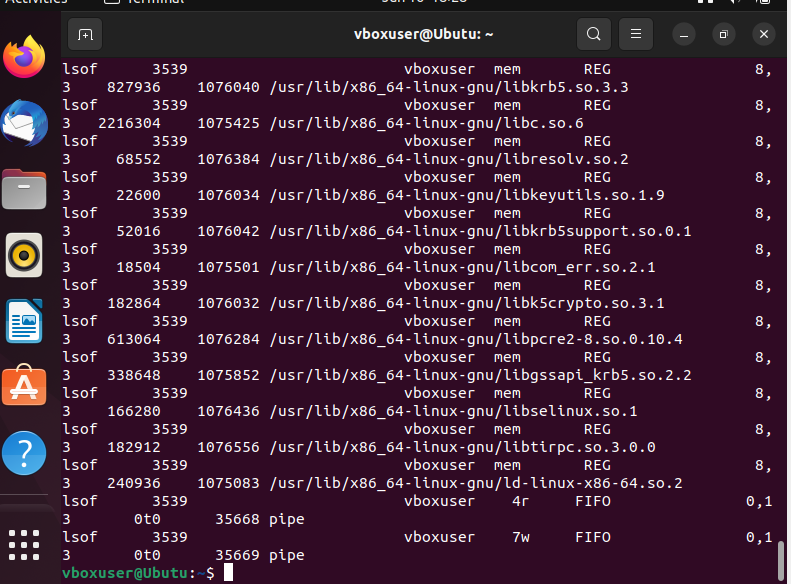 vboxuser@Ubutu: ~
lsof 3539 vboxuser mem REG 8,
3 827936 1076040 /usr/lib/x86_64-linux-gnu/libkrb5.so.3.3
lsof 3539 vboxuser mem REG 8,
3 2216304 1075425 /usr/lib/x86_64-linux-gnu/libc.so.6
lsof 3539 vboxuser mem REG 8,
3 68552 1076384 /usr/lib/x86_64-linux-gnu/libresolv.so.2
lsof 3539 vboxuser mem REG 8,
3 22600 1076034 /usr/lib/x86_64-linux-gnu/libkeyutils.so.1.9
lsof 3539 vboxuser mem REG 8,
3 52016 1076042 /usr/lib/x86_64-linux-gnu/libkrb5support.so.0.1
lsof 3539 vboxuser mem REG 8,
3 18504 1075501 /usr/lib/x86_64-linux-gnu/libcom_err.so.2.1
lsof 3539 vboxuser mem REG 8,
3 182864 1076032 /usr/lib/x86_64-linux-gnu/libk5crypto.so.3.1
lsof 3539 vboxuser mem REG 8,
3 613064 1076284 /usr/lib/x86_64-linux-gnu/libpcre2-8.so.0.10.4
lsof 3539 vboxuser mem REG 8,
3 338648 1075852 /usr/lib/x86_64-linux-gnu/libgssapi_krb5.so.2.2
lsof 3539 vboxuser mem REG 8,
3 166280 1076436 /usr/lib/x86_64-linux-gnu/libselinux.so.1
lsof 3539 vboxuser mem REG 8,
3 182912 1076556 /usr/lib/x86_64-linux-gnu/libtirpc.so.3.0.0
lsof 3539 vboxuser mem REG 8,
3 240936 1075083 /usr/lib/x86_64-linux-gnu/ld-linux-x86-64.so.2
lsof 3539 vboxuser 4r FIFO 0,1
3 0t0 35668 pipe
lsof 3539 vboxuser 7w FIFO 0,1
3 0t0 35669 pipe
vboxuser@Ubutu:~$